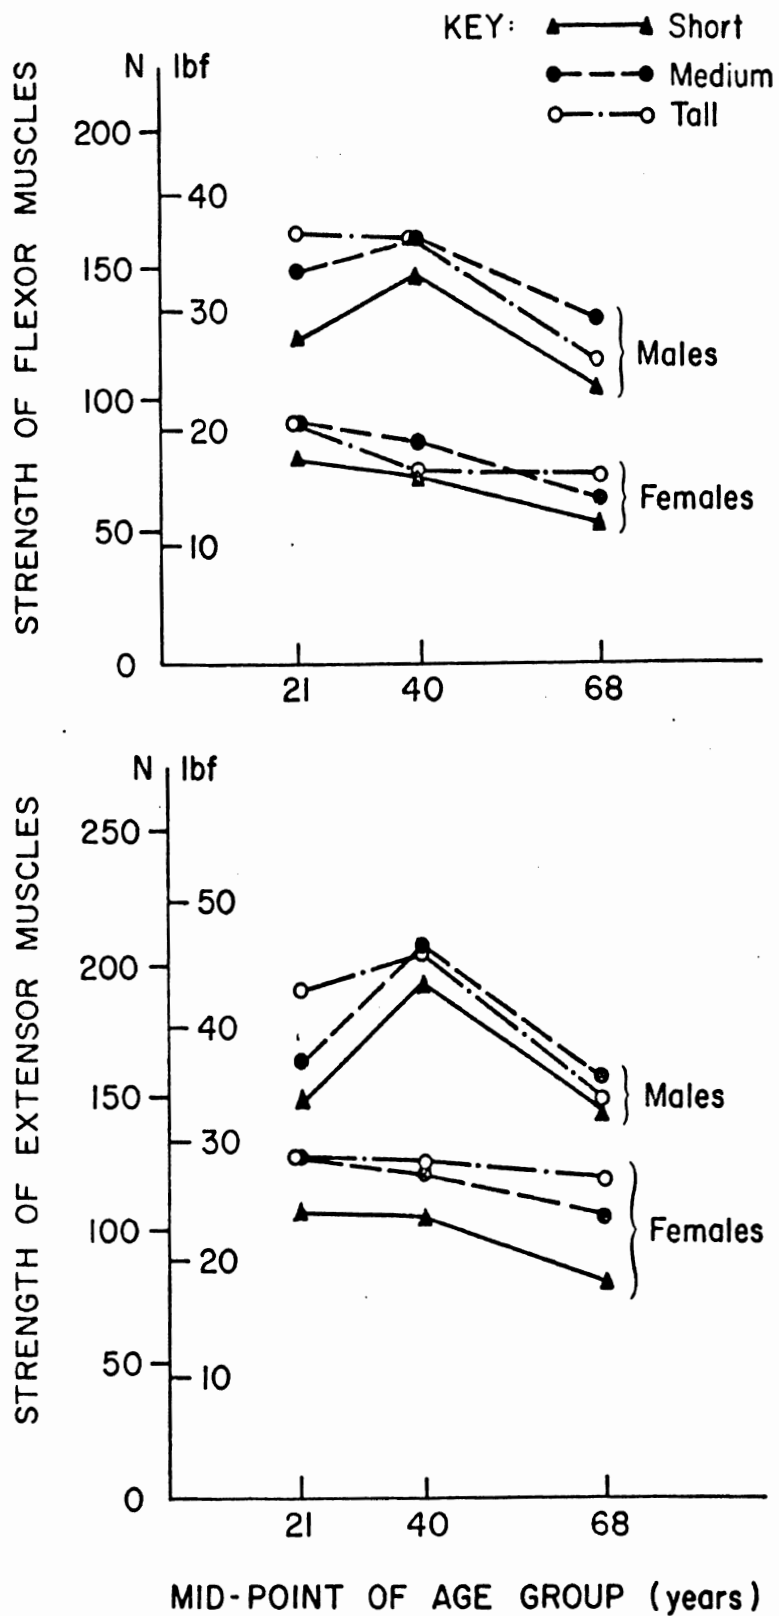 KEY: Short
Medium
Tall
N lbf
STRENGTH OF FLEXOR MUSCLES
200
40
150
30
Males
100
20
Females
50
10
0
21 40 68
N lbf
STRENGTH OF EXTENSOR MUSCLES
250
50
200
40
150
Males
30
100
Females
20
50
10
0
21 40 68
MID-POINT OF AGE GROUP (years)